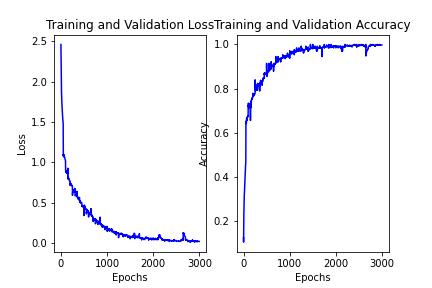 Training and Validation Loss
2.5
2.0
1.5
1.0
0.5
0.0
Loss
0 1000 2000 3000
Epochs
Training and Validation Accuracy
1.0
0.8
0.6
0.4
0.2
Accuracy
0 1000 2000 3000
Epochs